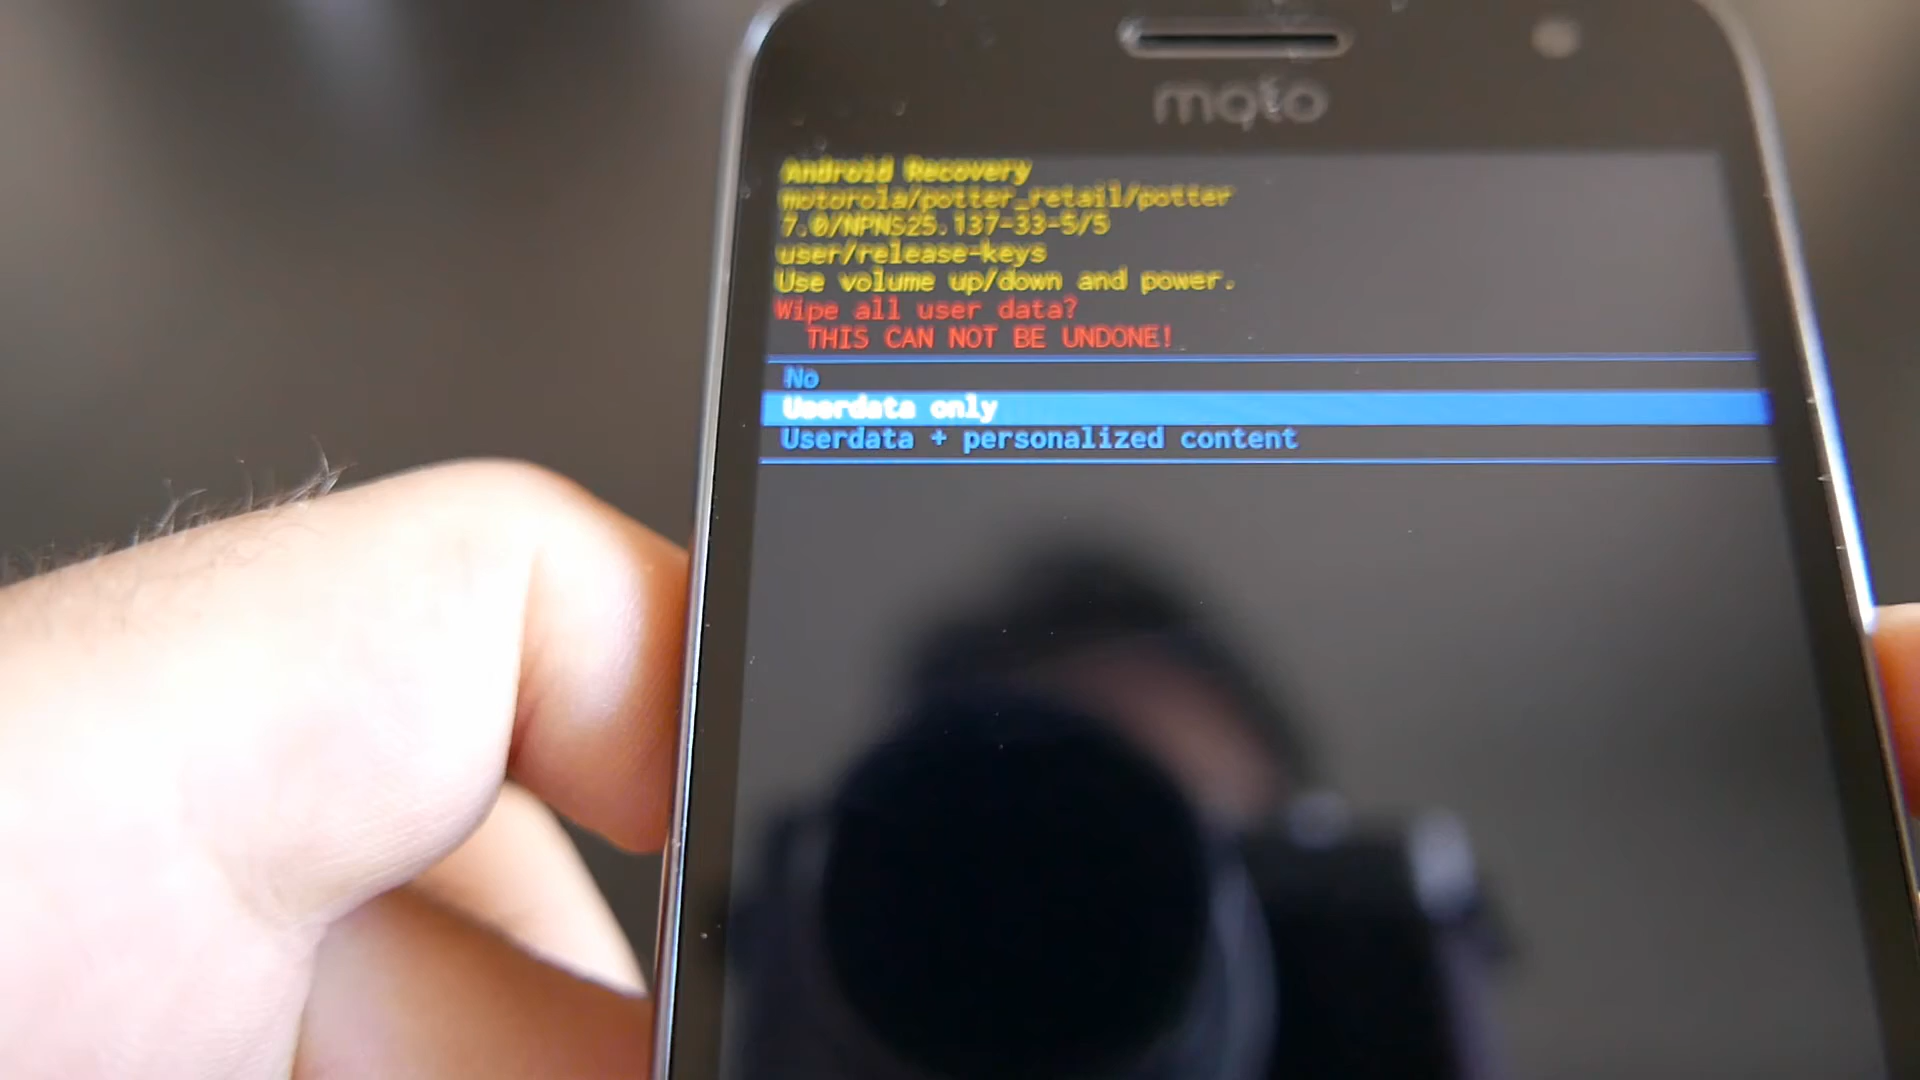 moto
Android Recovery
motorola/potter_retail/potter
7.0/NPNS25.137-33-5/5
user/release-keys
Use volume up/down and power.
Wipe all user data?
THIS CAN NOT BE UNDONE!
No
Userdata only
Userdata + personalized content